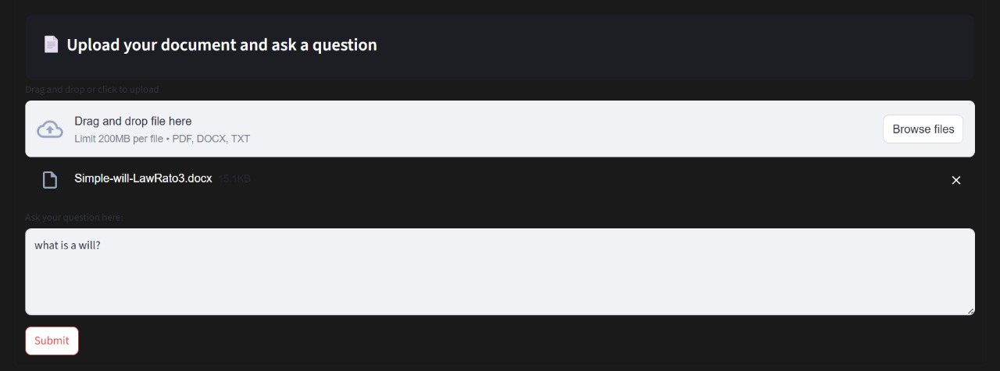 Upload your document and ask a question
Drag and drop or click to upload
Drag and drop file here
Limit 200MB per file • PDF, DOCX, TXT
Browse files
Simple-will-LawRato3.docx 15.1KB
Ask your question here:
what is a will?
Submit